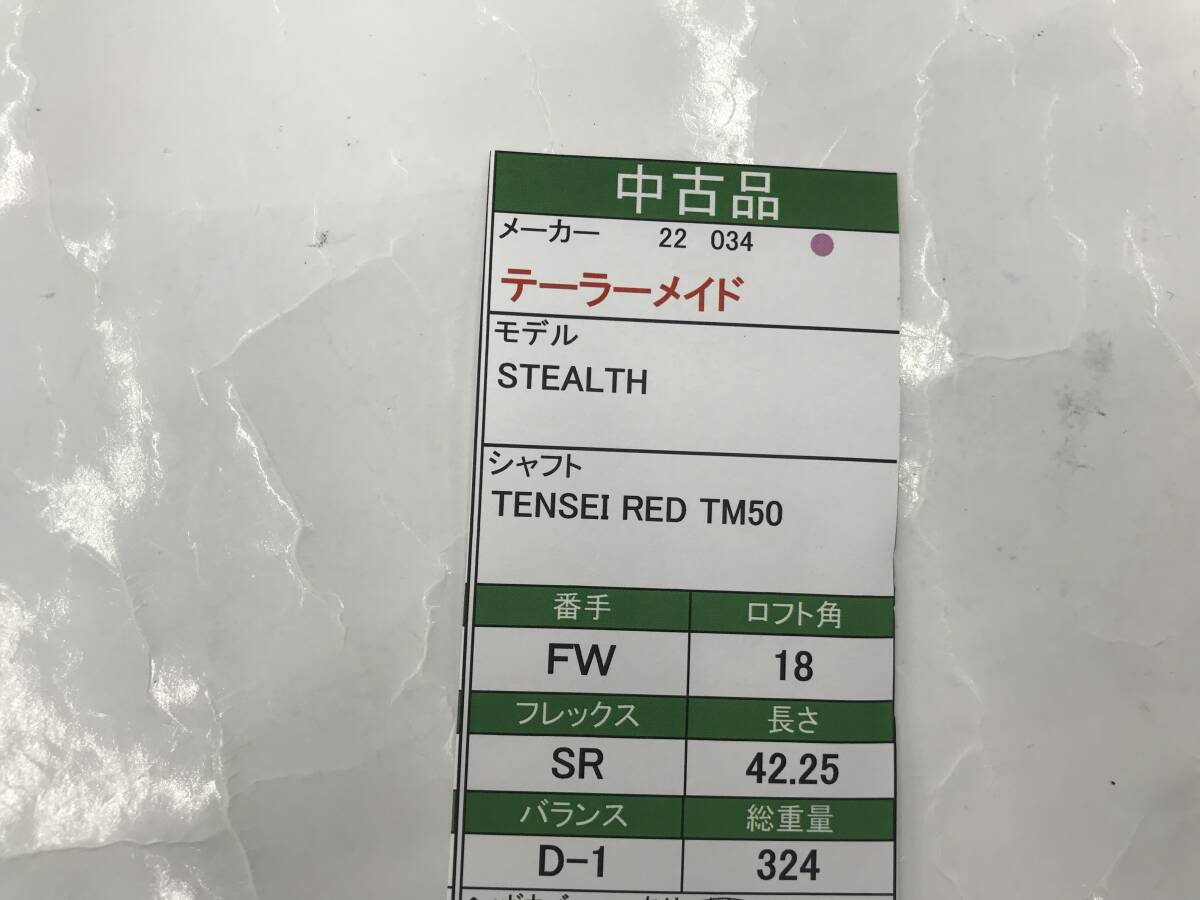 中古品
メーカー 22 034
テーラーメイド
モデル
STEALTH
シャフト
TENSEI RED TM50
番手 ロフト角
FW 18
フレックス 長さ
SR 42.25
バランス 総重量
D-1 324